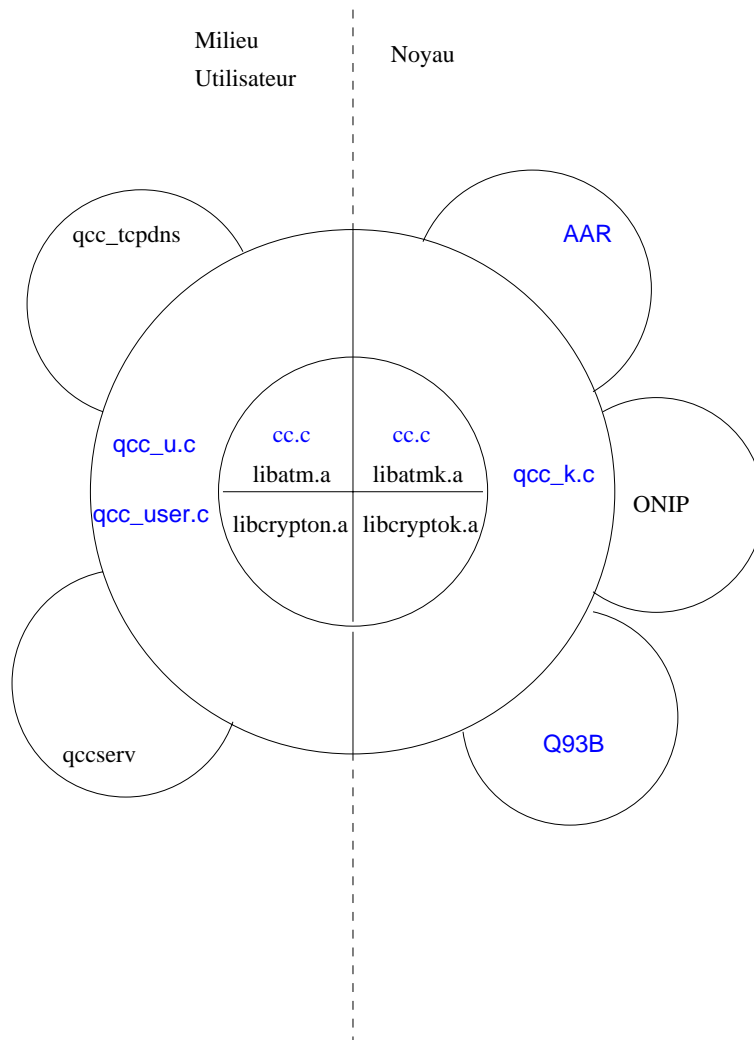 Milieu
Utilisateur
Noyau
qcc_tcpdns
AAR
cc.c
cc.c
qcc_u.c
libatm.a
libatmk.a
qcc_k.c
qcc_user.c
libcrypton.a
libcryptok.a
ONIP
qccserv
Q93B